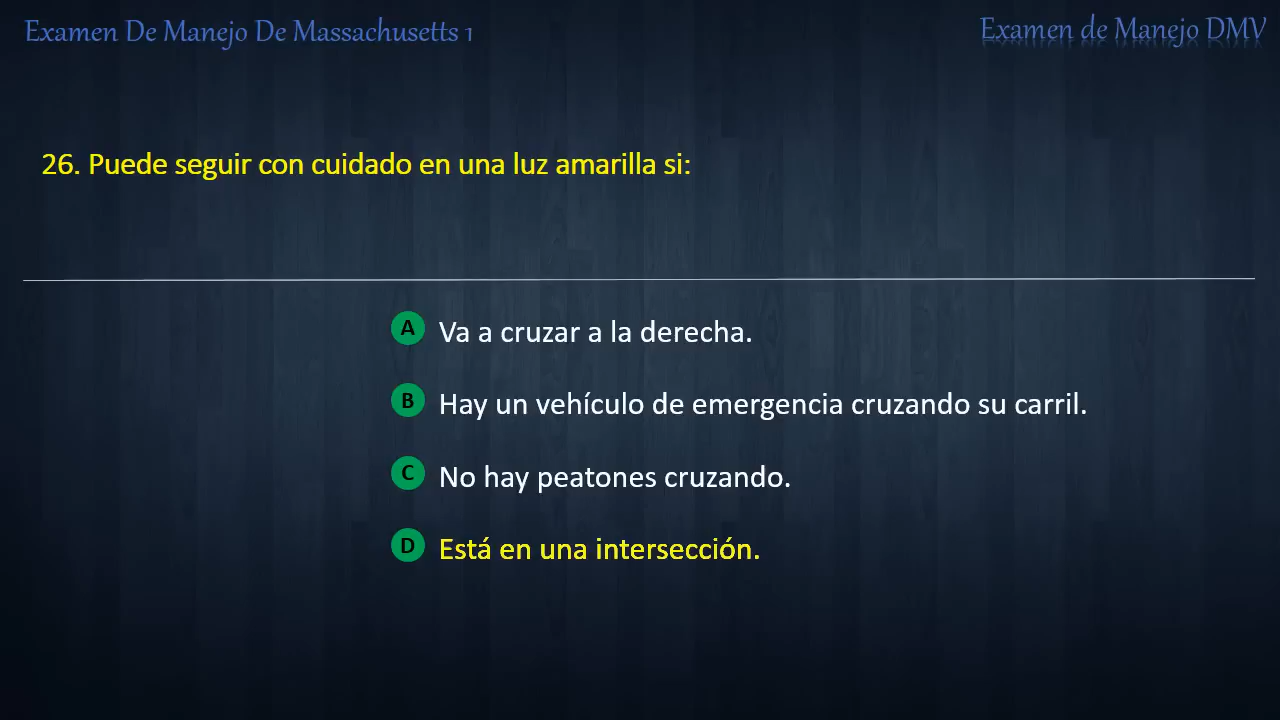 Examen De Manejo De Massachusetts 1
Examen de Manejo DMV
26. Puede seguir con cuidado en una luz amarilla si:
A Va a cruzar a la derecha.
B Hay un vehículo de emergencia cruzando su carril.
C No hay peatones cruzando.
D Está en una intersección.